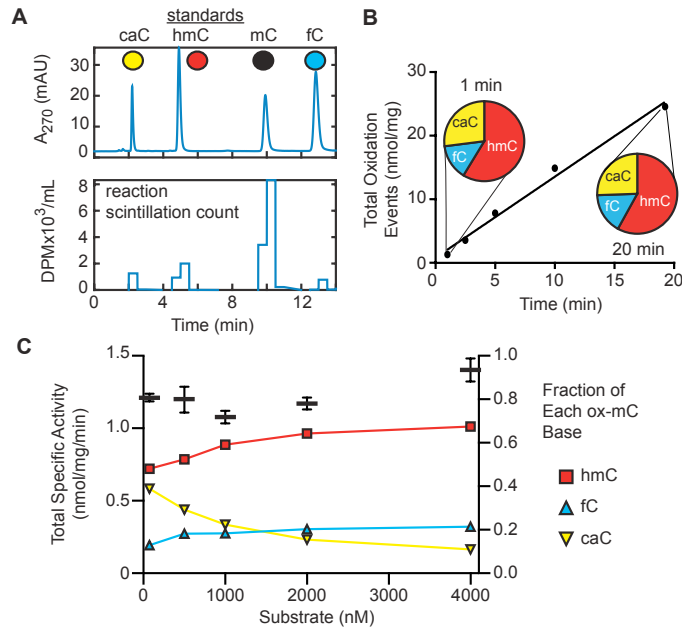 A
standards
caC hmC mC fC
A270 (mAU)
30
20
10
0
reaction
scintillation count
DPMx10³/mL
8
6
4
2
0
0 4 8 12
Time (min)
B
Total Oxidation
Events (nmol/mg)
30
20
10
0
1 min
caC
fC
hmC
caC
fC
hmC
20 min
0 5 10 15 20
Time (min)
C
Total Specific Activity
(nmol/mg/min)
1.5
1.0
0.5
0
1.0
0.8
0.6
0.4
0.2
0.0
0 1000 2000 3000 4000
Substrate (nM)
Fraction of
Each ox-mC
Base
hmC
fC
caC